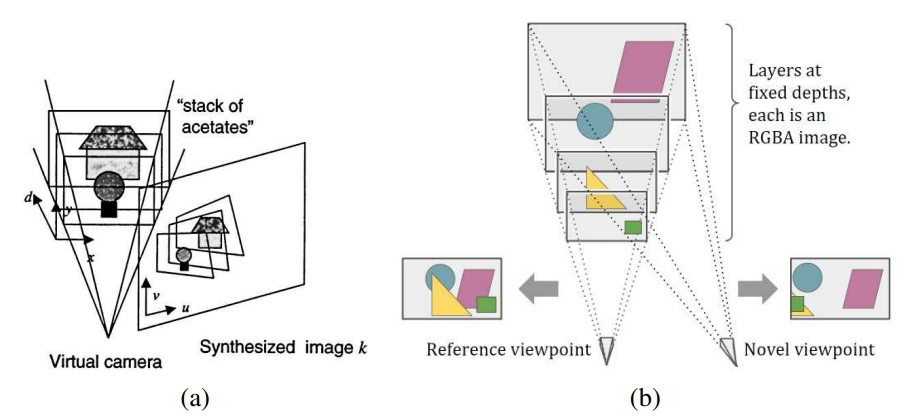 "stack of
acetates"
d
y
x
v
u
Virtual camera
Synthesized image k
(a)
Layers at
fixed depths,
each is an
RGBA image.
Reference viewpoint
Novel viewpoint
(b)